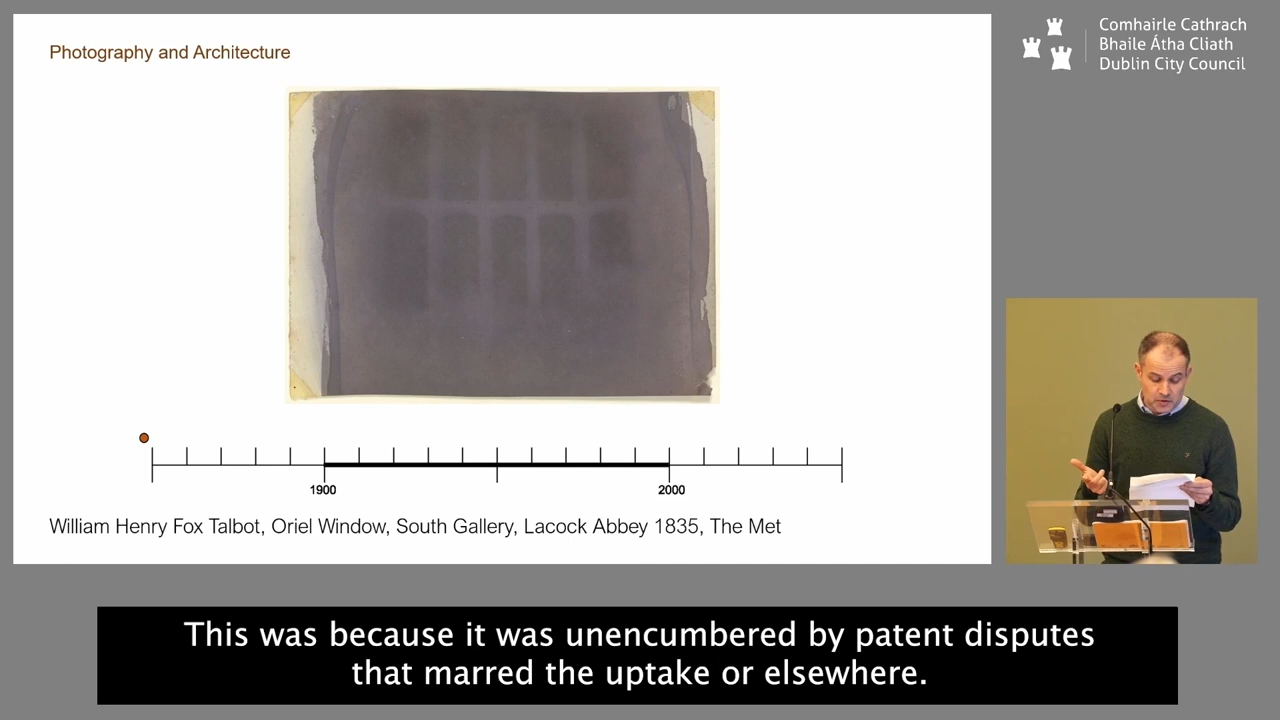 Photography and Architecture
Comhairle Cathrach
Bhaile Átha Cliath
Dublin City Council
1900
2000
William Henry Fox Talbot, Oriel Window, South Gallery, Lacock Abbey 1835, The Met
This was because it was unencumbered by patent disputes
that marred the uptake or elsewhere.